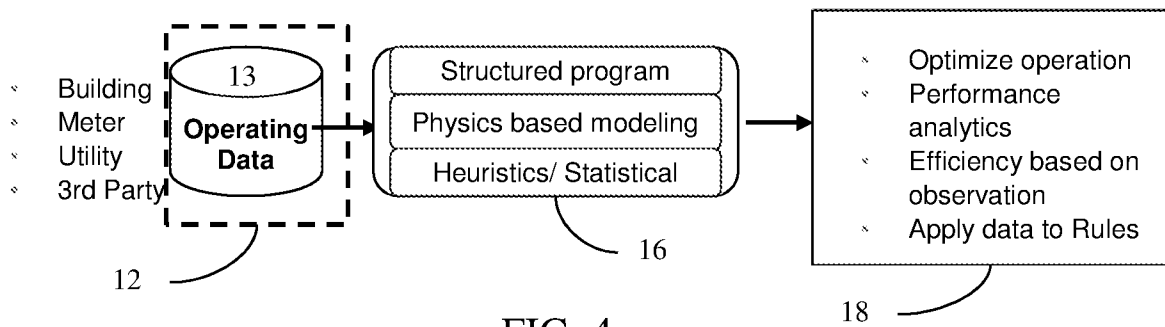 Building
Meter
Utility
3rd Party
13
Operating
Data
12
Structured program
Physics based modeling
Heuristics/ Statistical
16
Optimize operation
Performance
analytics
Efficiency based on
observation
Apply data to Rules
18
FIG. 4